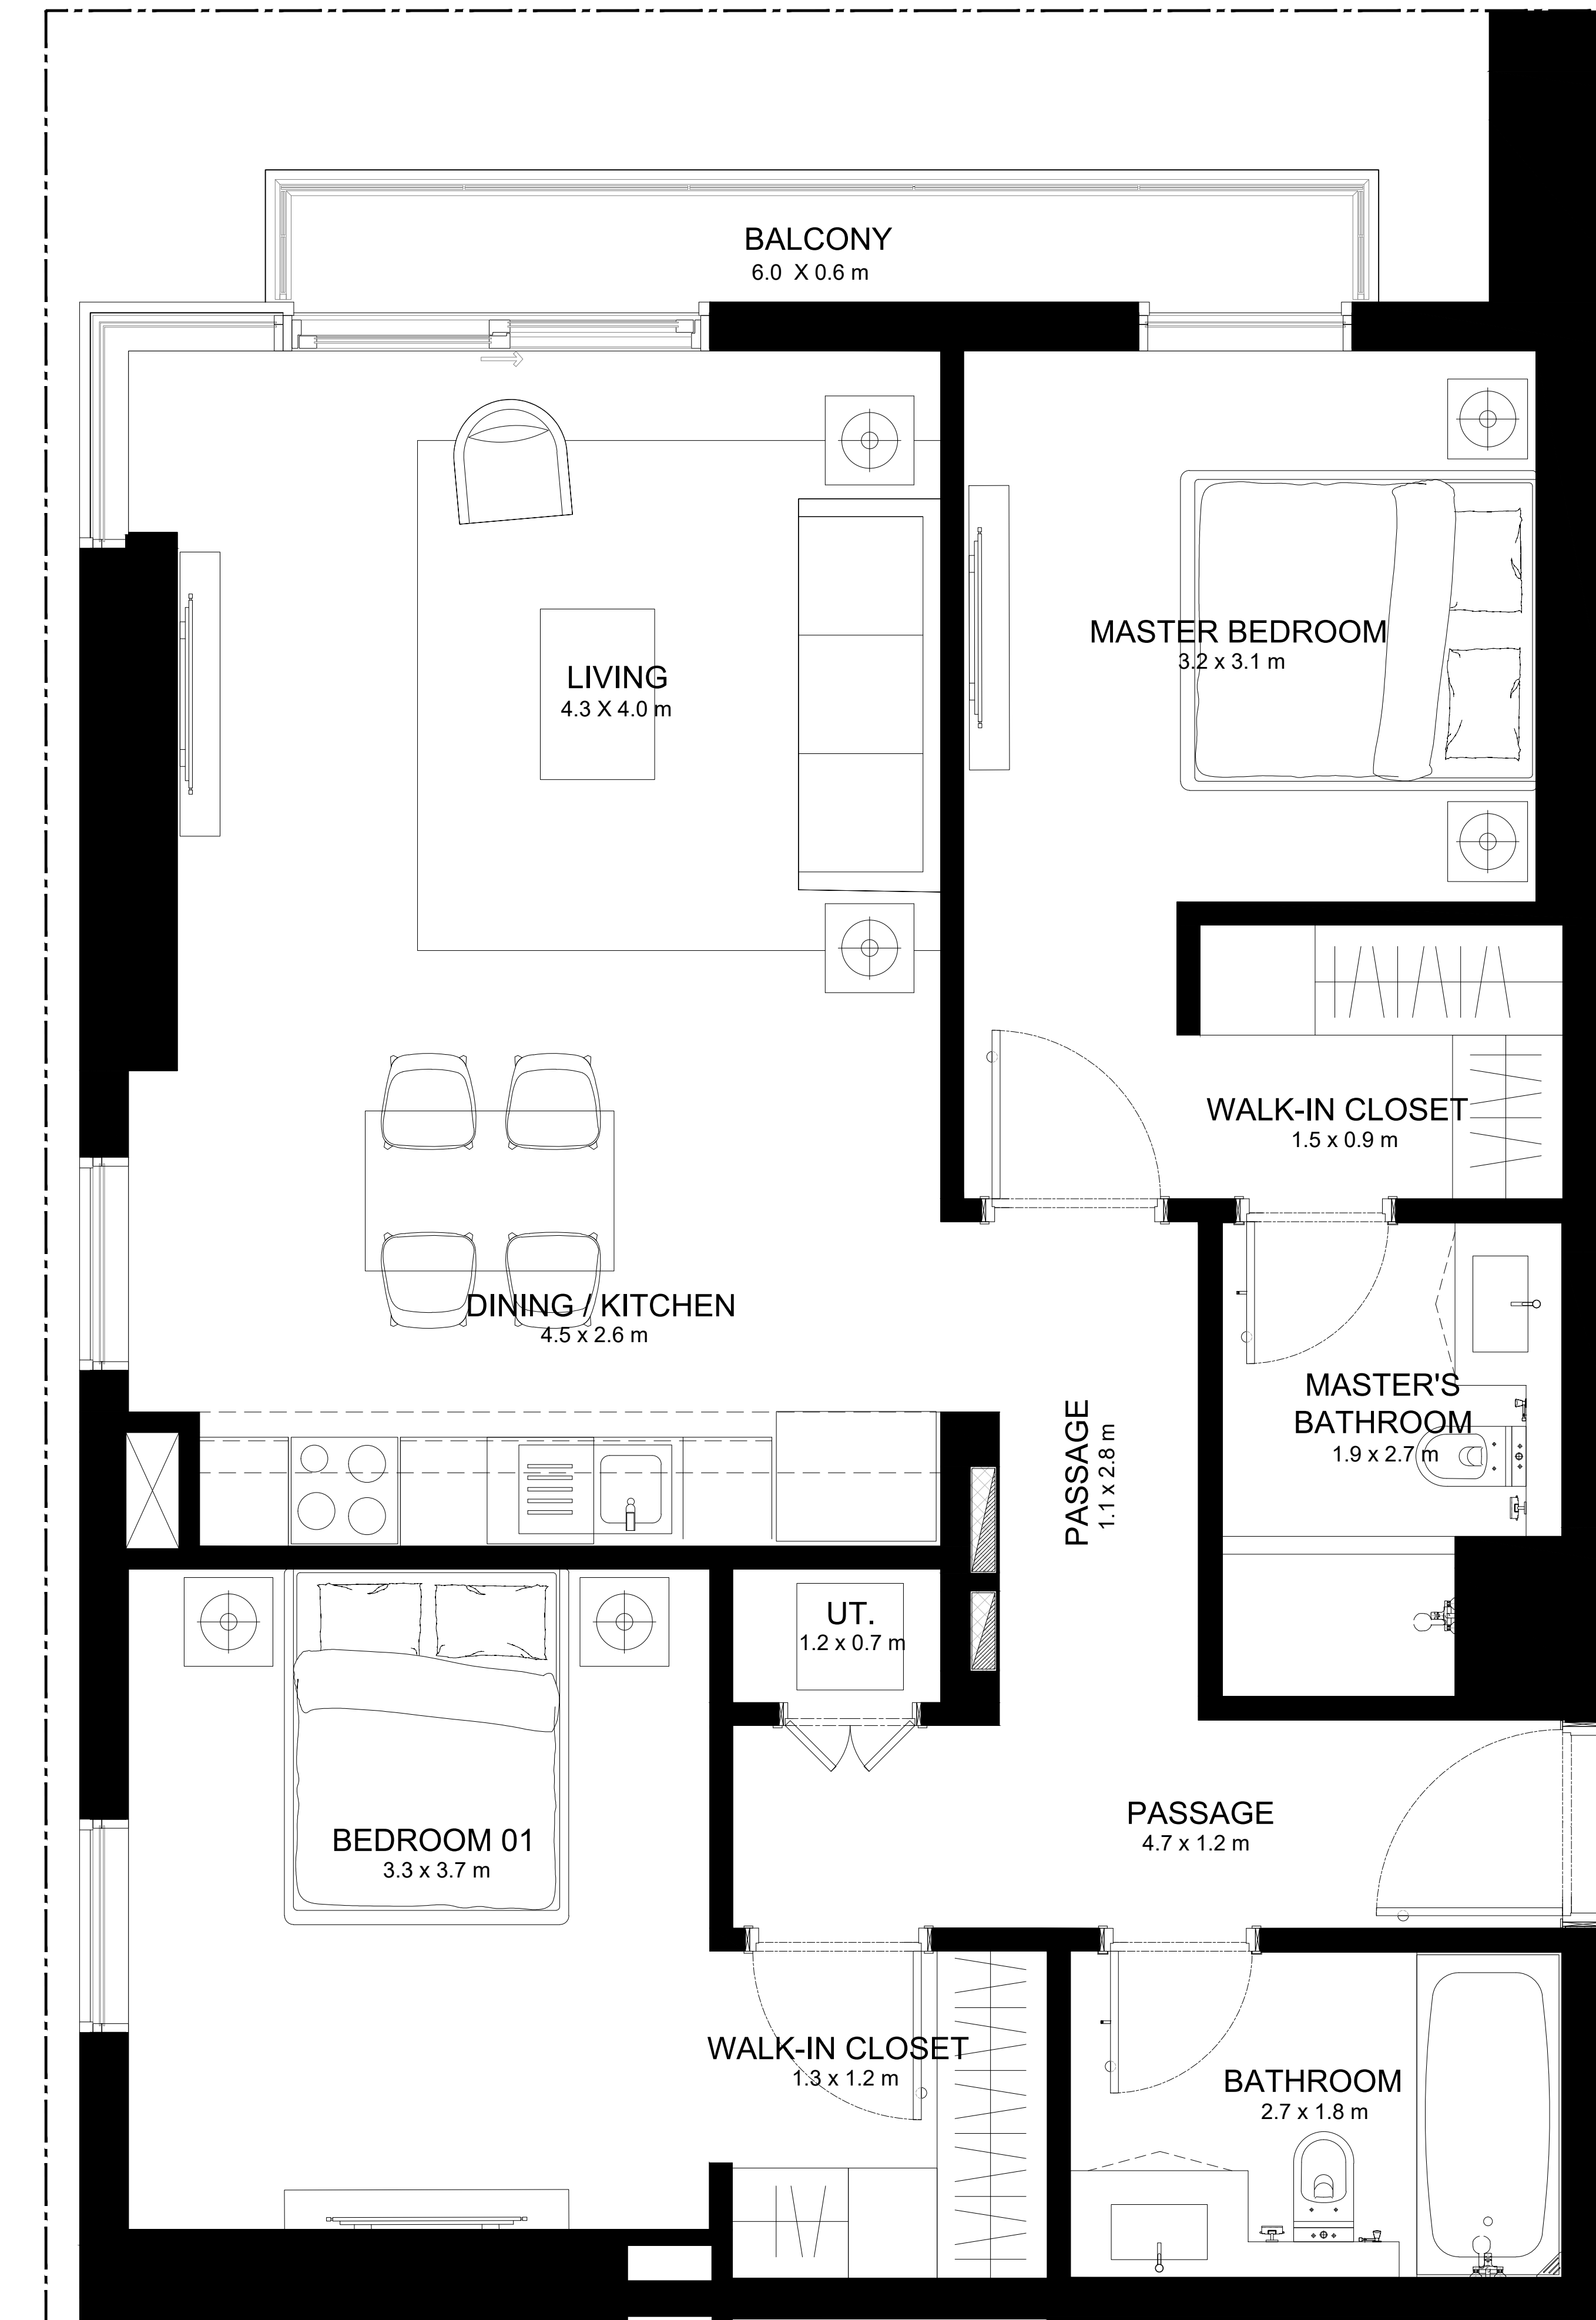 BALCONY
6.0 X 0.6 m
MASTER BEDROOM
3.2 x 3.1 m
LIVING
4.3 X 4.0 m
WALK-IN CLOSET
1.5 x 0.9 m
DINING / KITCHEN
4.5 x 2.6 m
MASTER'S
BATHROOM
1.9 x 2.7 m
PASSAGE
1.1 x 2.8 m
UT.
1.2 x 0.7 m
PASSAGE
4.7 x 1.2 m
BEDROOM 01
3.3 x 3.7 m
WALK-IN CLOSET
1.3 x 1.2 m
BATHROOM
2.7 x 1.8 m